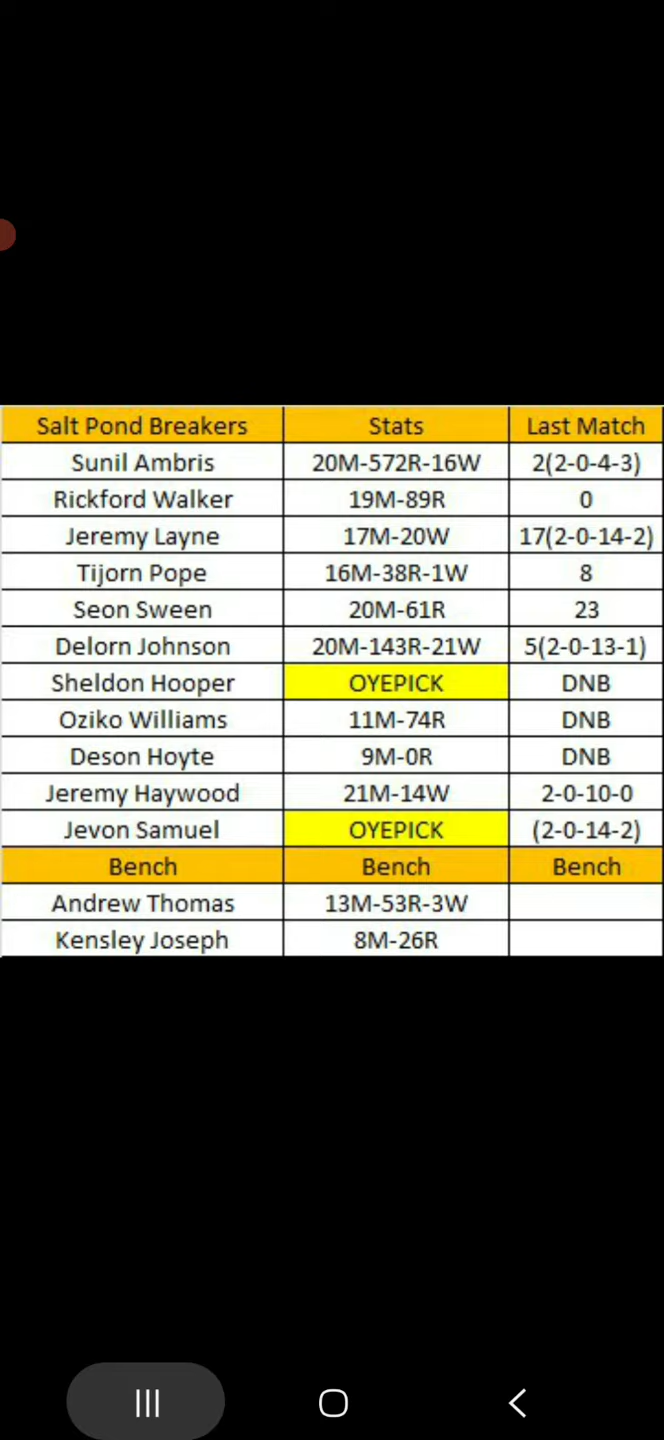 Salt Pond Breakers Stats Last Match
Sunil Ambris 20M-572R-16W 2(2-0-4-3)
Rickford Walker 19M-89R 0
Jeremy Layne 17M-20W 17(2-0-14-2)
Tijorn Pope 16M-38R-1W 8
Seon Sween 20M-61R 23
Delorn Johnson 20M-143R-21W 5(2-0-13-1)
Sheldon Hooper OYEPICK DNB
Oziko Williams 11M-74R DNB
Deson Hoyte 9M-0R DNB
Jeremy Haywood 21M-14W 2-0-10-0
Jevon Samuel OYEPICK (2-0-14-2)
Bench Bench Bench
Andrew Thomas 13M-53R-3W
Kensley Joseph 8M-26R